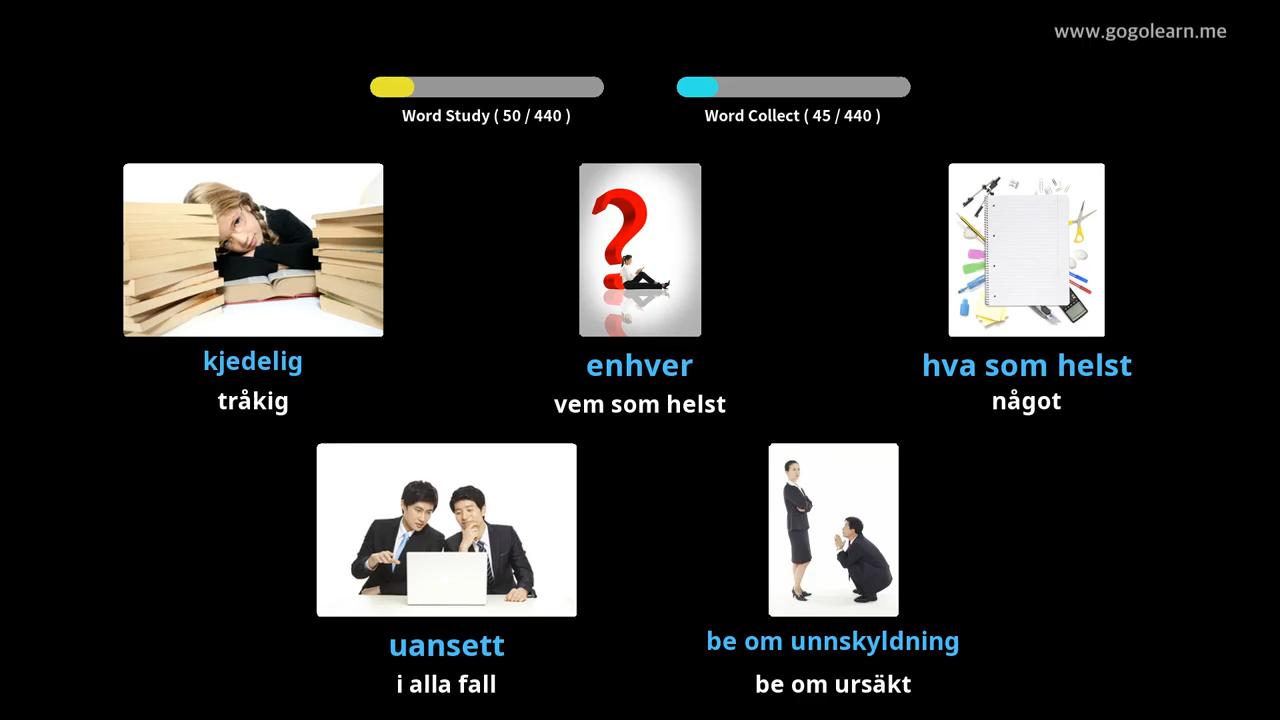 www.gogolearn.me
Word Study ( 50 / 440 )
Word Collect ( 45 / 440 )
kjedelig
tråkig
enhver
vem som helst
hva som helst
något
uansett
i alla fall
be om unnskyldning
be om ursäkt